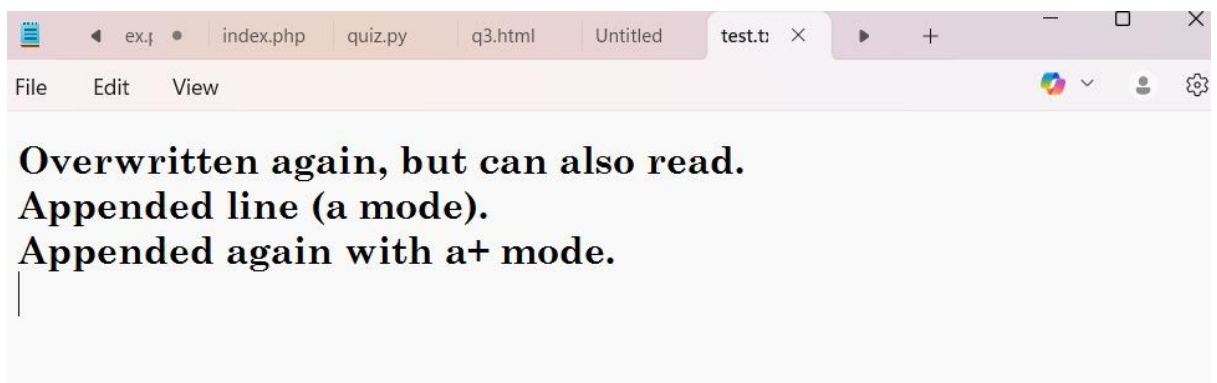 ex.p index.php quiz.py q3.html Untitled test.t
File Edit View
Overwritten again, but can also read.
Appended line (a mode).
Appended again with a+ mode.